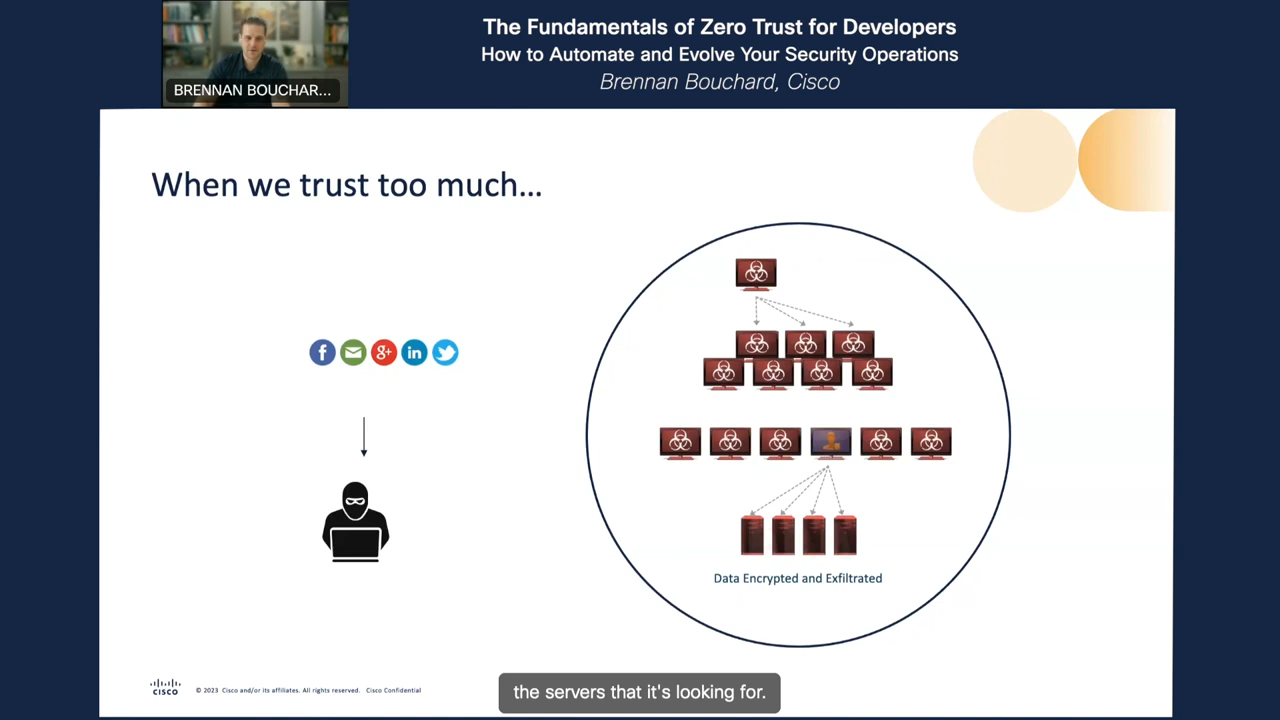 The Fundamentals of Zero Trust for Developers
How to Automate and Evolve Your Security Operations
Brennan Bouchard, Cisco
BRENNAN BOUCHAR...
When we trust too much...
f
g+
in
Data Encrypted and Exfiltrated
CISCO
© 2023 Cisco and/or its affiliates. All rights reserved. Cisco Confidential
the servers that it's looking for.